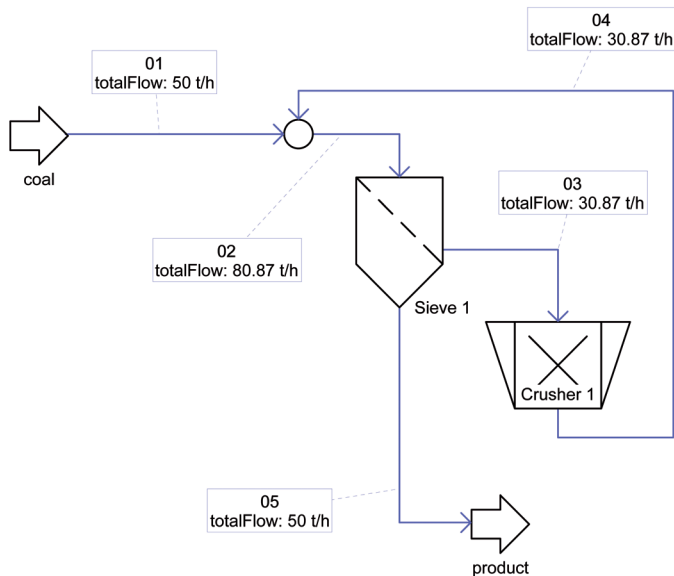 04
totalFlow: 30.87 t/h
01
totalFlow: 50 t/h
coal
03
totalFlow: 30.87 t/h
02
totalFlow: 80.87 t/h
Sieve 1
Crusher 1
05
totalFlow: 50 t/h
product